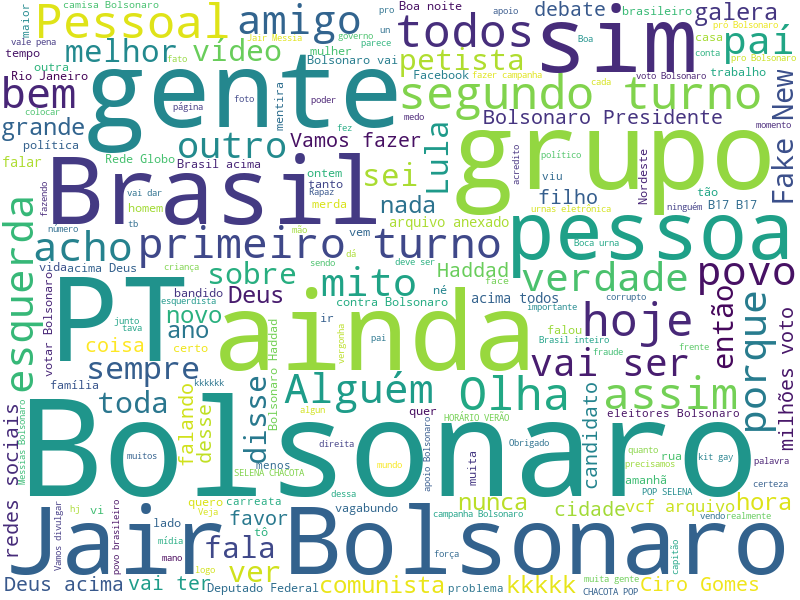 camisa Bolsonaro
Pessoal
amigo
Jair Messia
pro
apoio
Boa noite
brasileiro
debate
galera
pro Bolsonaro
maior
un
todos
sim
vale pena
fato
governo
Boa
casa
país
tempo
melhor
vídeo
mulher
Bolsonaro vai
parece
petista
conta
pro Bolsonaro
outra
Rio Janeiro
gente
Facebook
fazer campanha
cada
voto Bolsonaro
trabalho
bem
página
foto
mentira
poder
medo
segundo turno
colocar
fez
Bolsonaro Presidente
momento
grande
outro
Vamos fazer
Lula
grupo
Fake New
política
falar
Rede Globo
Brasil acima
ontem
sei
acredito
político
viu
Nordeste
tão
B17 B17
Brasil
vai dar
tanto
Rapaz
nada
filho
ninguém
fazendo
homem
merda
arquivo anexado
urnas eletrônica
número
tb
mão
vem
pessoa
esquerda
acho
primeiro turno
Boca urna
dá
vida
acima Deus
criança
sobre
sendo
deve ser
mito
Haddad
verdade
povo
bandido
Deus
contra Bolsonaro
né
face
acima todos
importante
corrupto
PT
ainda
novo
ano
esquerdista
votar Bolsonaro
junto
ir
falou
hoje
então
porque
tava
coisa
certo
pai
Brasil inteiro
frente
vergonha
fraude
sempre
vai ser
família
kkkkkk
Bolsonaro Haddad
Alguém
Olha
assim
milhões voto
toda
disse
algun
quer
HORÁRIO VERÃO
candidato
eleitores Bolsonaro
Messias Bolsonaro
redes sociais
muitos
falando
desse
direita
Obrigado
quanto
rua
kit gay
palavra
Bolsonaro
menos
mundo
apoio Bolsonaro
precisamos
SELENA CHACOTA
muita
amanhã
certeza
quero
dessa
nunca
POP SELENA
hj
vi
carreata
Veja
vagabundo
campanha Bolsonaro
cidade
vcf arquivo
hora
Vamos divulgar
povo brasileiro
lado
favor
tô
vendo
realmente
Jair
mídia
mano
fala
Bolsonaro
força
capitão
logo
ver
Deus acima
vai ter
Deputado Federal
comunista
problema
kkkkk
muita gente
CHACOTA POP
Ciro Gomes